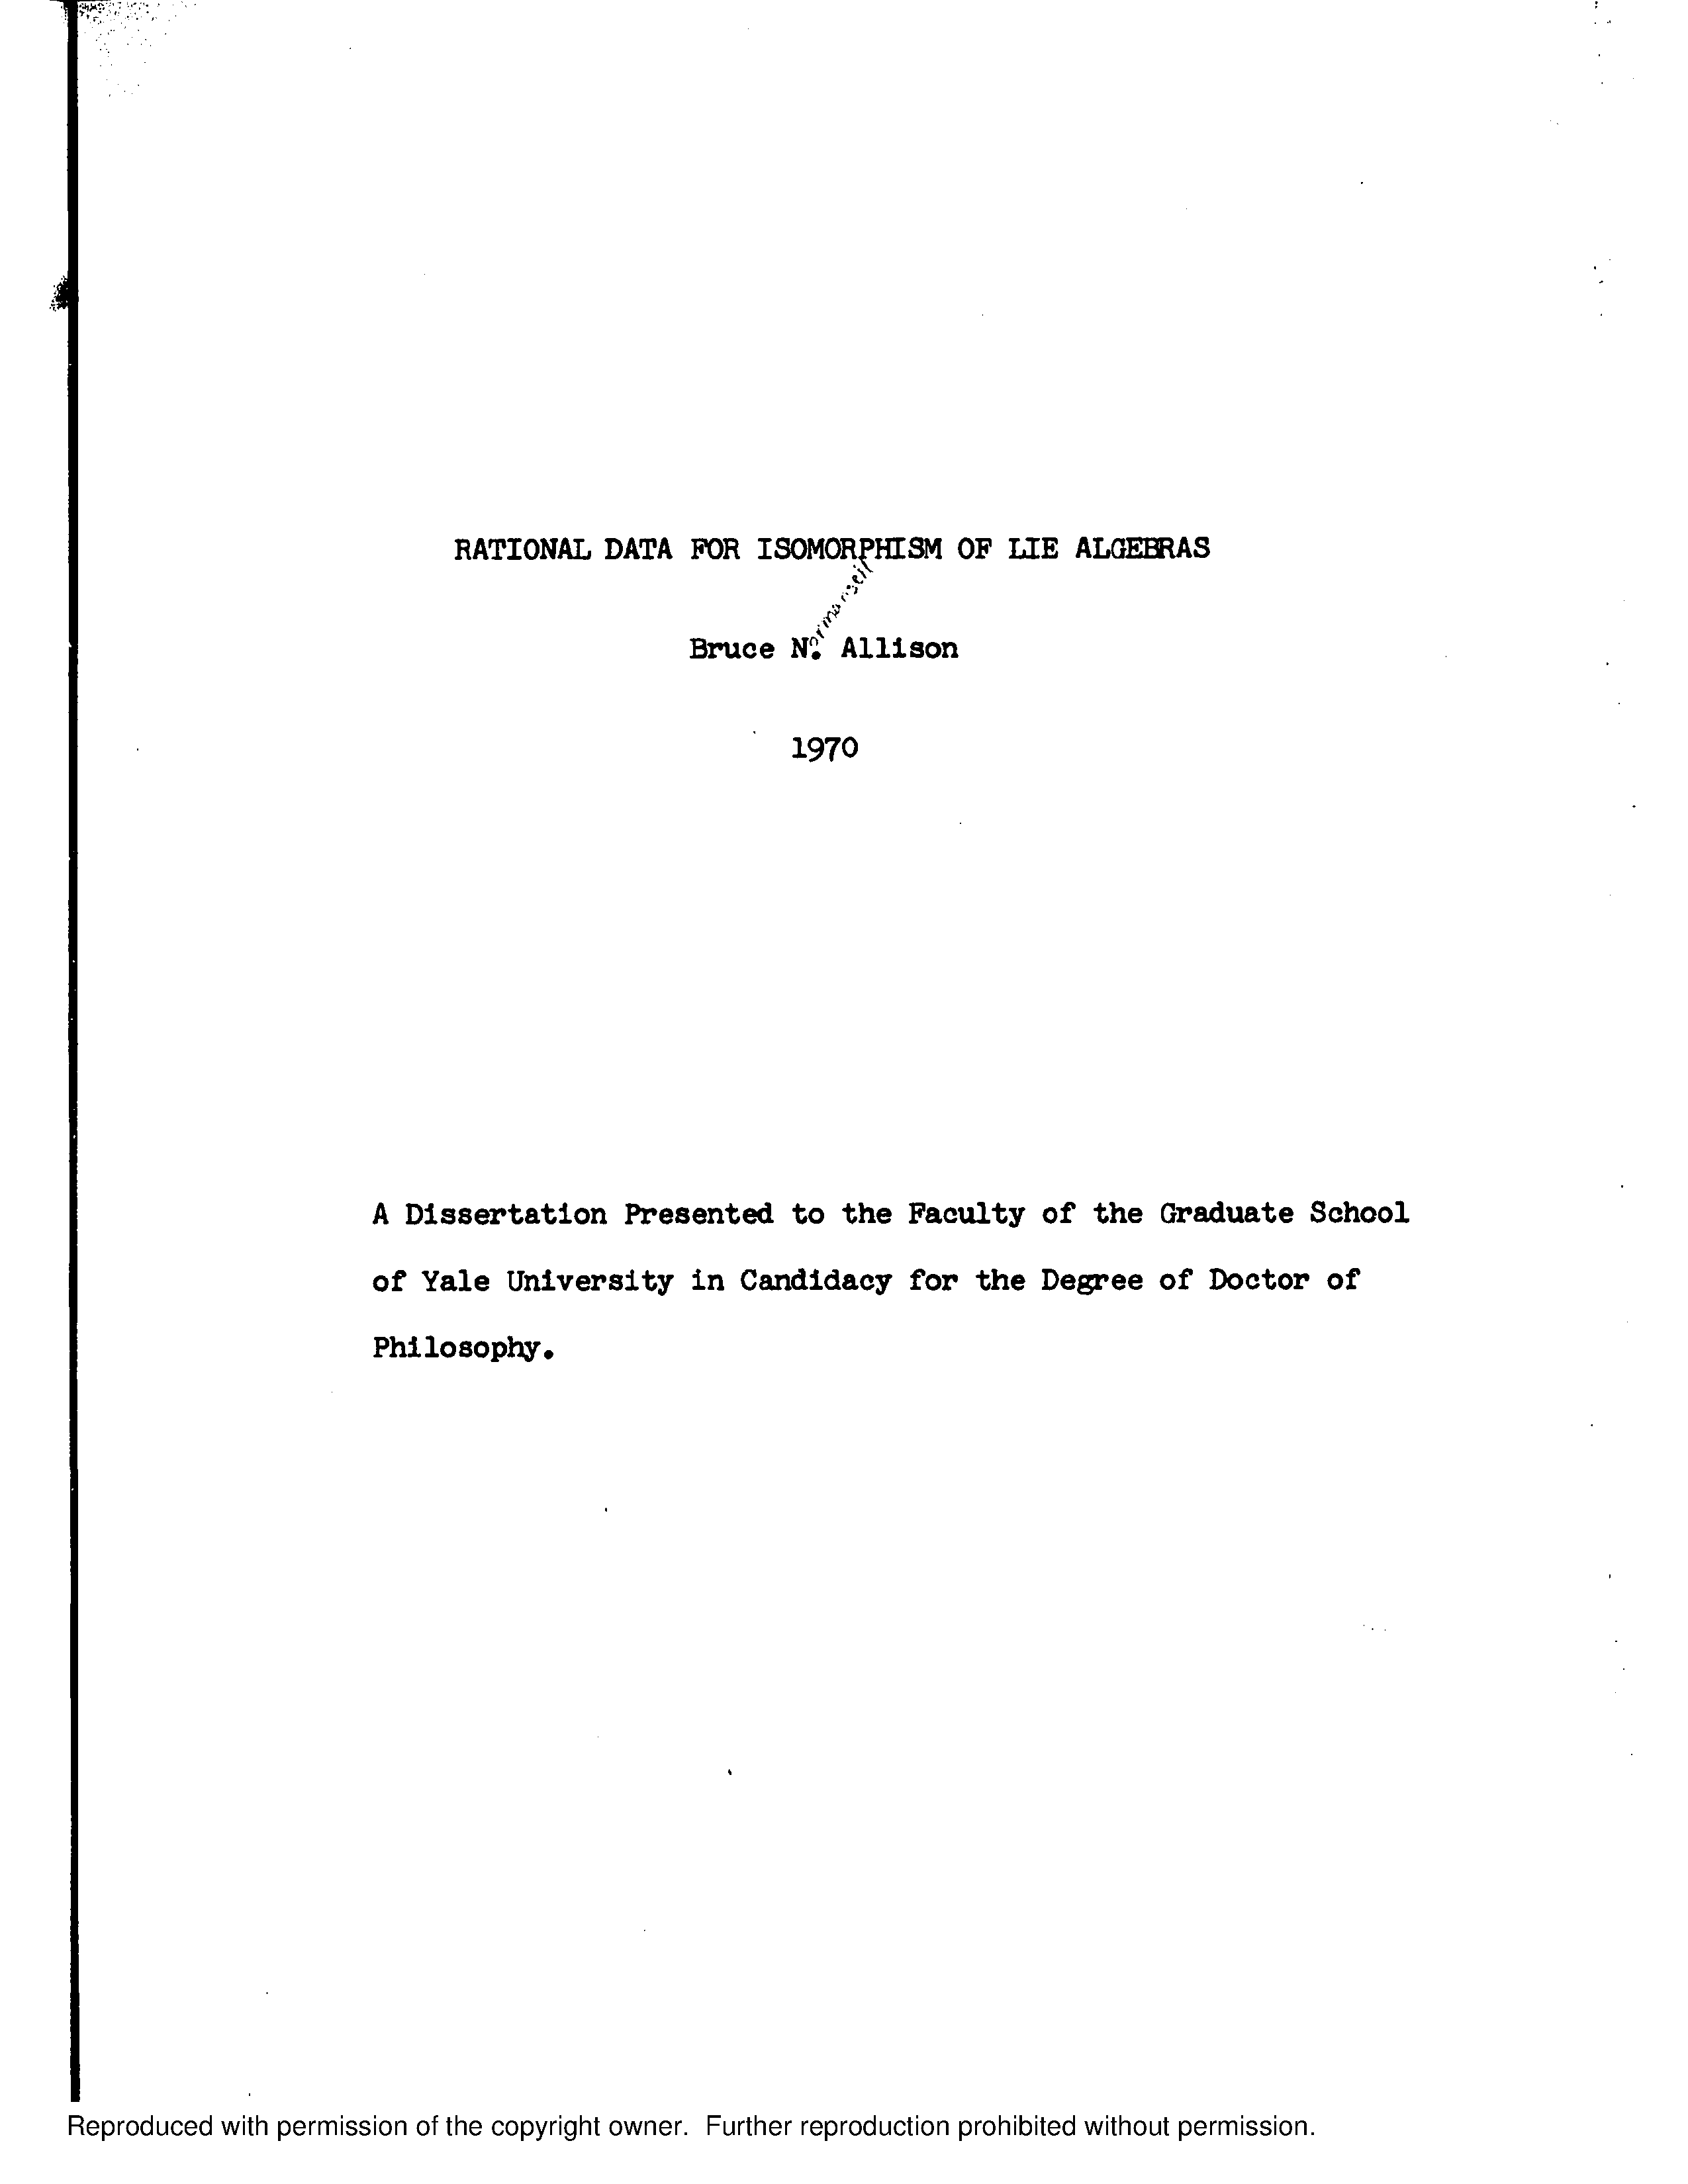 RATIONAL DATA FOR ISOMORPHISM OF LIE ALGEBRAS
Bruce N. Allison
1970
A Dissertation Presented to the Faculty of the Graduate School
of Yale University in Candidacy for the Degree of Doctor of
Philosophy.
Reproduced with permission of the copyright owner. Further reproduction prohibited without permission.